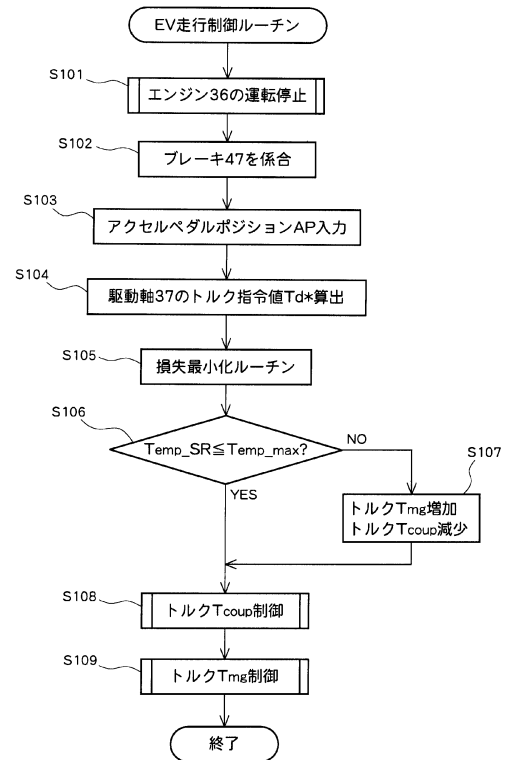 EV走行制御ルーチン
S101
エンジン36の運転停止
S102
ブレーキ47を係合
S103
アクセルペダルポジションAP入力
S104
駆動軸37のトルク指令値Td*算出
S105
損失最小化ルーチン
S106
Temp_SR≦Temp_max?
NO
YES
S107
トルクTmg増加
トルクTcoup減少
S108
トルクTcoup制御
S109
トルクTmg制御
終了